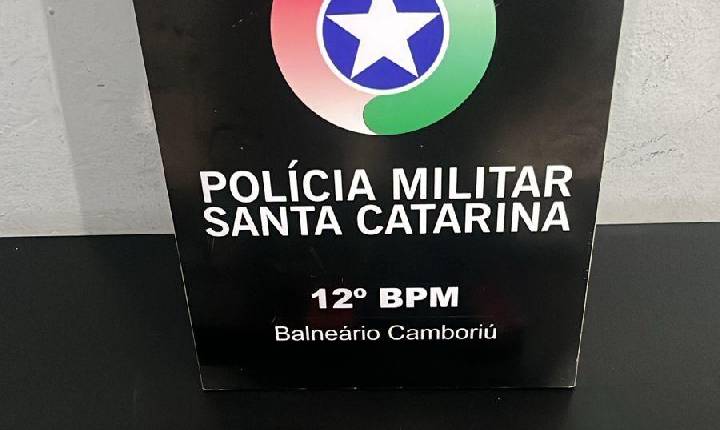 POLÍCIA MILITAR
SANTA CATARINA
12º BPM
Balneário Camboriú